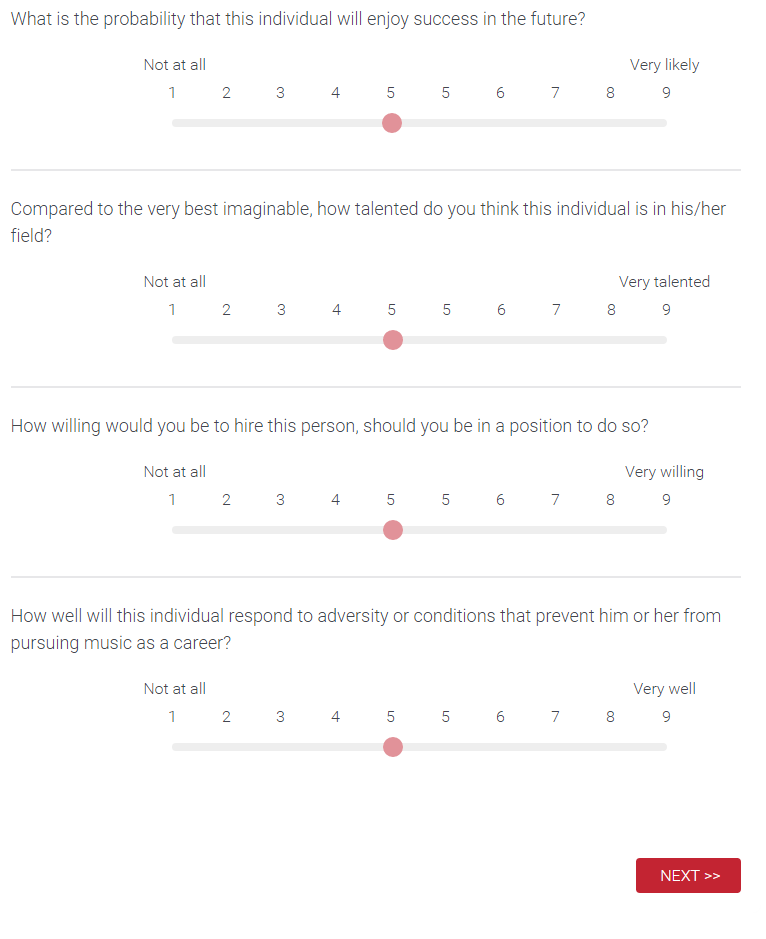 What is the probability that this individual will enjoy success in the future?
Not at all Very likely
1 2 3 4 5 5 6 7 8 9
Compared to the very best imaginable, how talented do you think this individual is in his/her
field?
Not at all Very talented
1 2 3 4 5 5 6 7 8 9
How willing would you be to hire this person, should you be in a position to do so?
Not at all Very willing
1 2 3 4 5 5 6 7 8 9
How well will this individual respond to adversity or conditions that prevent him or her from
pursuing music as a career?
Not at all Very well
1 2 3 4 5 5 6 7 8 9
NEXT >>